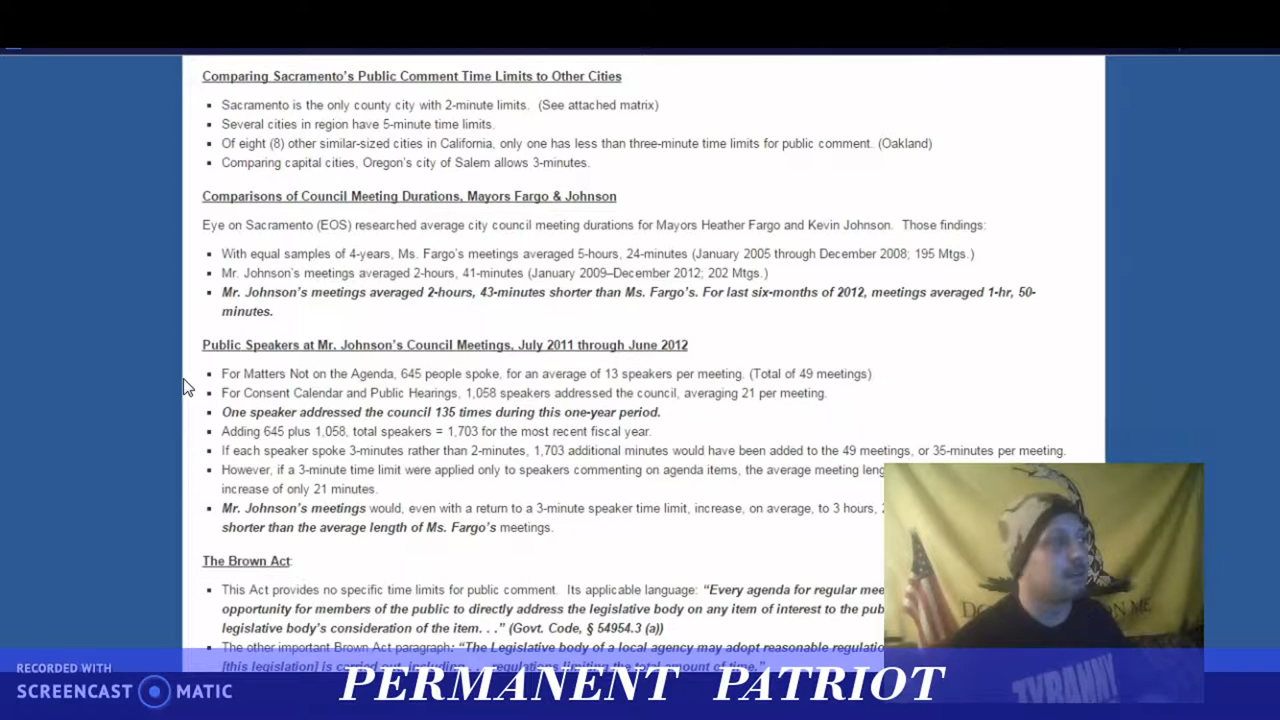 Comparing Sacramento's Public Comment Time Limits to Other Cities
Sacramento is the only county city with 2-minute limits. (See attached matrix)
Several cities in region have 5-minute time limits.
Of eight (8) other similar-sized cities in California, only one has less than three-minute time limits for public comment. (Oakland)
Comparing capital cities, Oregon's city of Salem allows 3-minutes.
Comparisons of Council Meeting Durations, Mayors Fargo & Johnson
Eye on Sacramento (EOS) researched average city council meeting durations for Mayors Heather Fargo and Kevin Johnson. Those findings:
With equal samples of 4-years, Ms. Fargo's meetings averaged 5-hours, 24-minutes (January 2005 through December 2008; 195 Mtgs.)
Mr. Johnson's meetings averaged 2-hours, 41-minutes (January 2009–December 2012; 202 Mtgs.)
Mr. Johnson's meetings averaged 2-hours, 43-minutes shorter than Ms. Fargo's. For last six-months of 2012, meetings averaged 1-hr, 50-
minutes.
Public Speakers at Mr. Johnson's Council Meetings, July 2011 through June 2012
For Matters Not on the Agenda, 645 people spoke, for an average of 13 speakers per meeting. (Total of 49 meetings)
For Consent Calendar and Public Hearings, 1,058 speakers addressed the council, averaging 21 per meeting.
One speaker addressed the council 135 times during this one-year period.
Adding 645 plus 1,058, total speakers = 1,703 for the most recent fiscal year.
If each speaker spoke 3-minutes rather than 2-minutes, 1,703 additional minutes would have been added to the 49 meetings, or 35-minutes per meeting.
However, if a 3-minute time limit were applied only to speakers commenting on agenda items, the average meeting leng
increase of only 21 minutes.
Mr. Johnson's meetings would, even with a return to a 3-minute speaker time limit, increase, on average, to 3 hours,
shorter than the average length of Ms. Fargo's meetings.
The Brown Act:
This Act provides no specific time limits for public comment. Its applicable language: "Every agenda for regular mee
opportunity for members of the public to directly address the legislative body on any item of interest to the pub
legislative body's consideration of the item. . ." (Govt. Code, § 54954.3 (a))
The other important Brown Act paragraph: "The Legislative body of a local agency may adopt reasonable regulatio
[this legislation] is carried out, including... regulations limiting the total amount of time."
RECORDED WITH
SCREENCAST MATIC
PERMANENT PATRIOT
TYRANNY